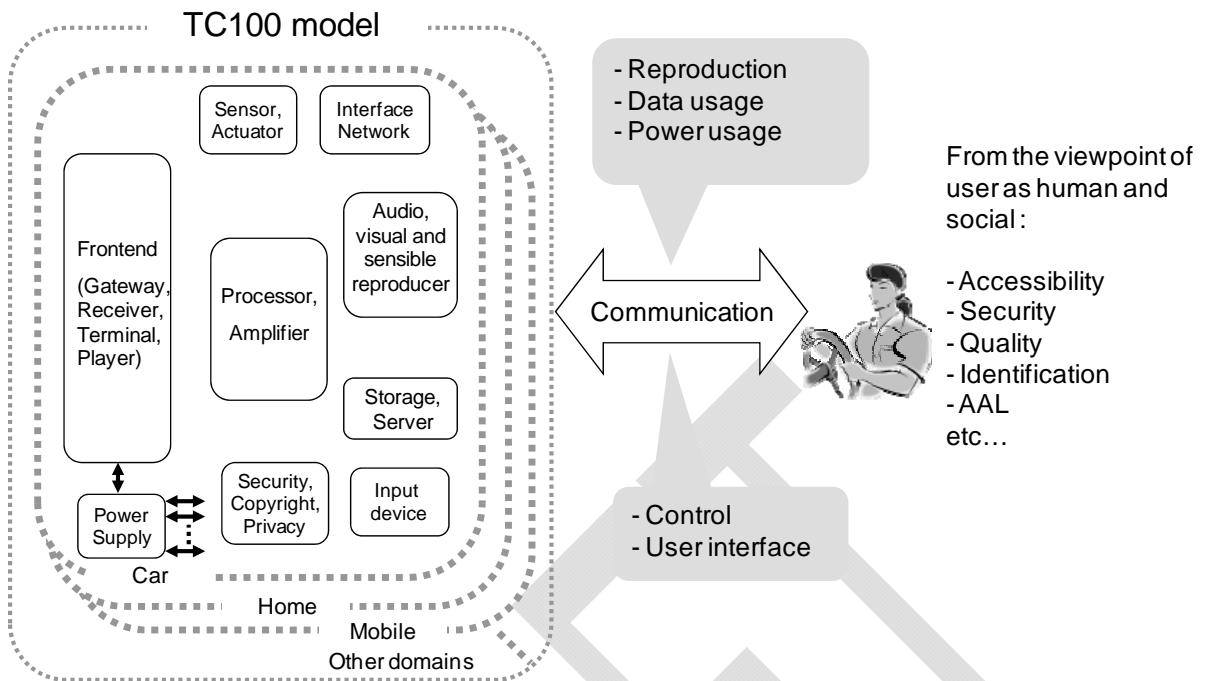 TC100 model
Sensor,
Actuator
Interface
Network
Frontend
(Gateway,
Receiver,
Terminal,
Player)
Processor,
Amplifier
Audio,
visual and
sensible
reproducer
Storage,
Server
Power
Supply
Security,
Copyright,
Privacy
Input
device
Car
Home
Mobile
Other domains
- Reproduction
- Data usage
- Power usage
Communication
- Control
- User interface
From the viewpoint of
user as human and
social :
- Accessibility
- Security
- Quality
- Identification
- AAL
etc…